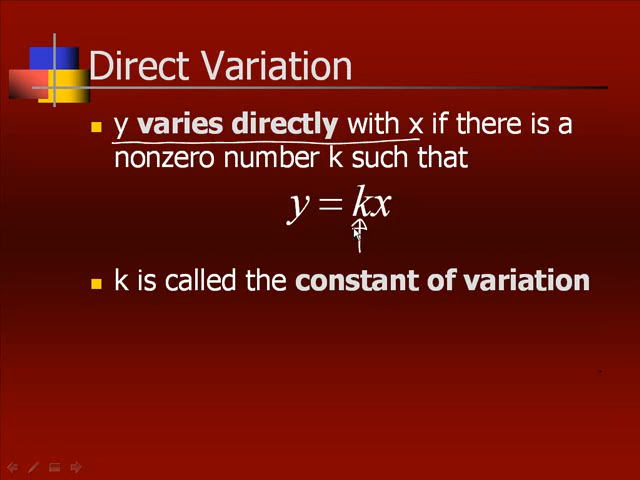 Direct Variation
y varies directly with x if there is a
nonzero number k such that
y = kx
k is called the constant of variation